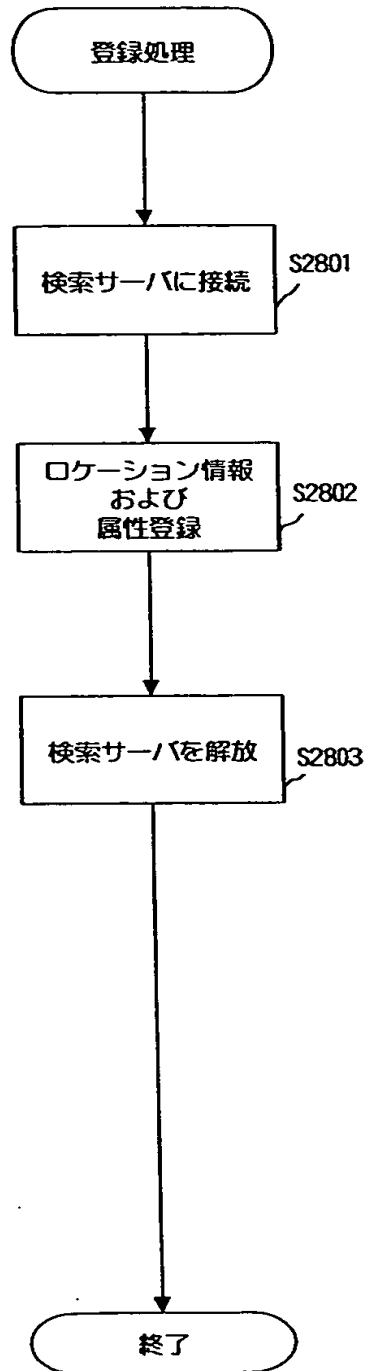 登録処理
検索サーバに接続
S2801
ロケーション情報
および
属性登録
S2802
検索サーバを解放
S2803
終了